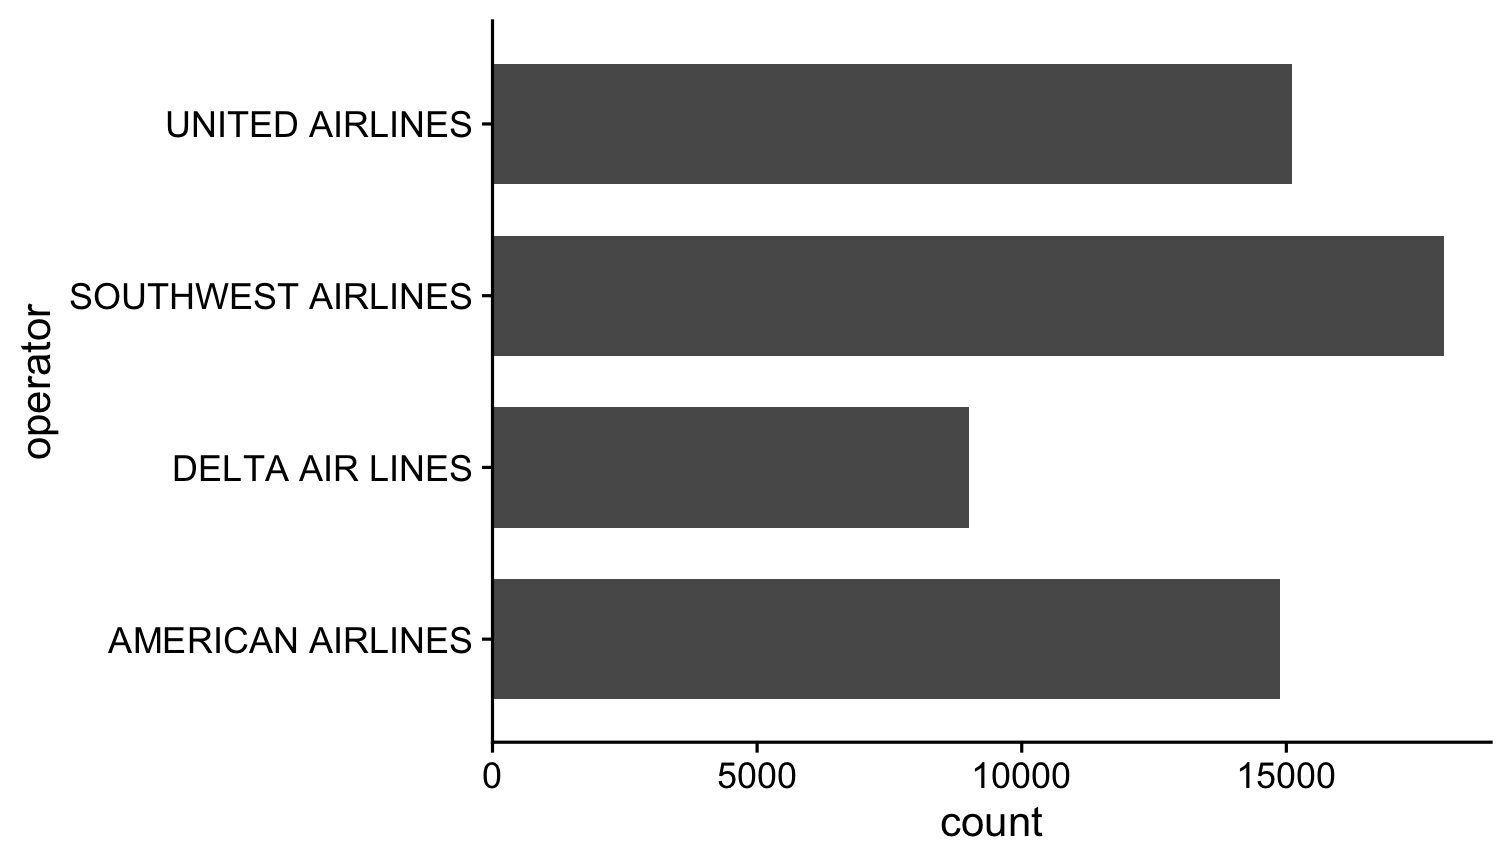 operator
UNITED AIRLINES
SOUTHWEST AIRLINES
DELTA AIR LINES
AMERICAN AIRLINES
0 5000 10000 15000
count